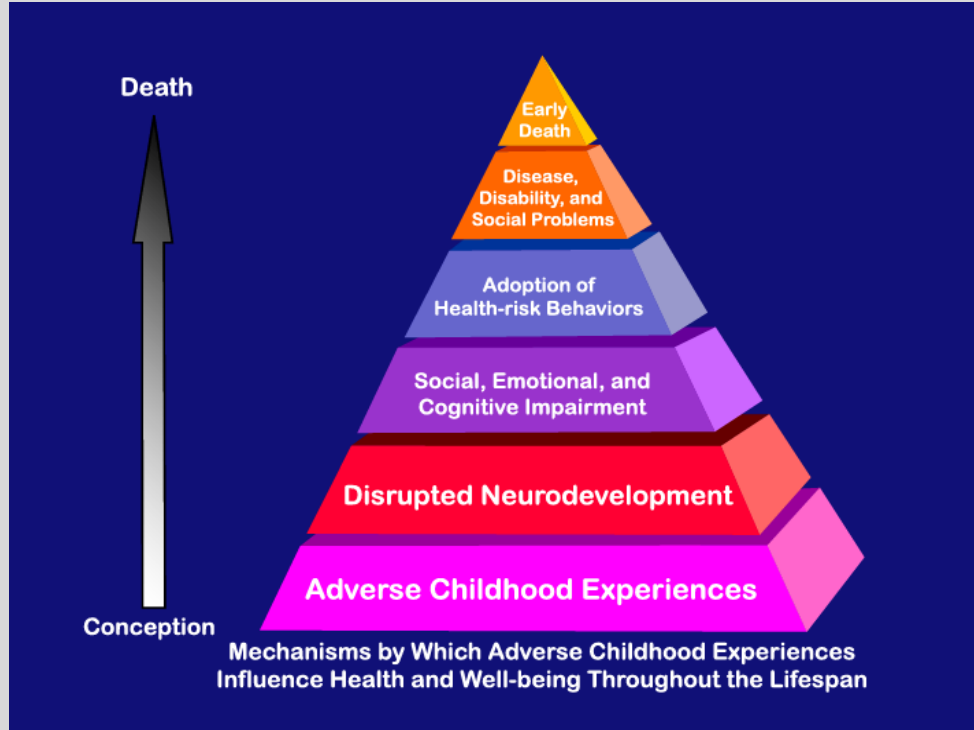 Death
Early
Death
Disease,
Disability, and
Social Problems
Adoption of
Health-risk Behaviors
Social, Emotional, and
Cognitive Impairment
Disrupted Neurodevelopment
Adverse Childhood Experiences
Conception
Mechanisms by Which Adverse Childhood Experiences
Influence Health and Well-being Throughout the Lifespan